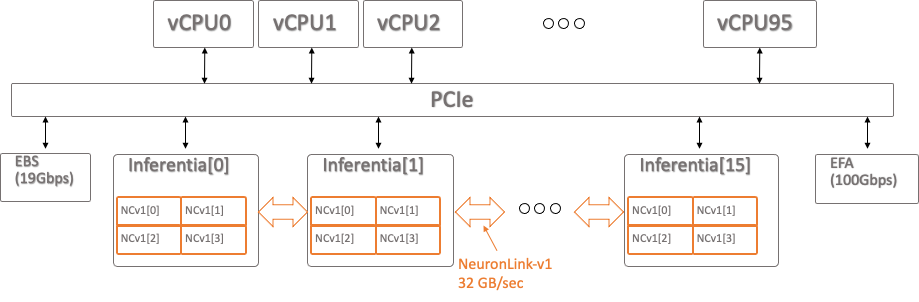 vCPU0 vCPU1 vCPU2 vCPU95
PCIe
EBS
(19Gbps)
Inferentia[0]
NCv1[0] NCv1[1]
NCv1[2] NCv1[3]
Inferentia[1]
NCv1[0] NCv1[1]
NCv1[2] NCv1[3]
Inferentia[15]
NCv1[0] NCv1[1]
NCv1[2] NCv1[3]
EFA
(100Gbps)
NeuronLink-v1
32 GB/sec